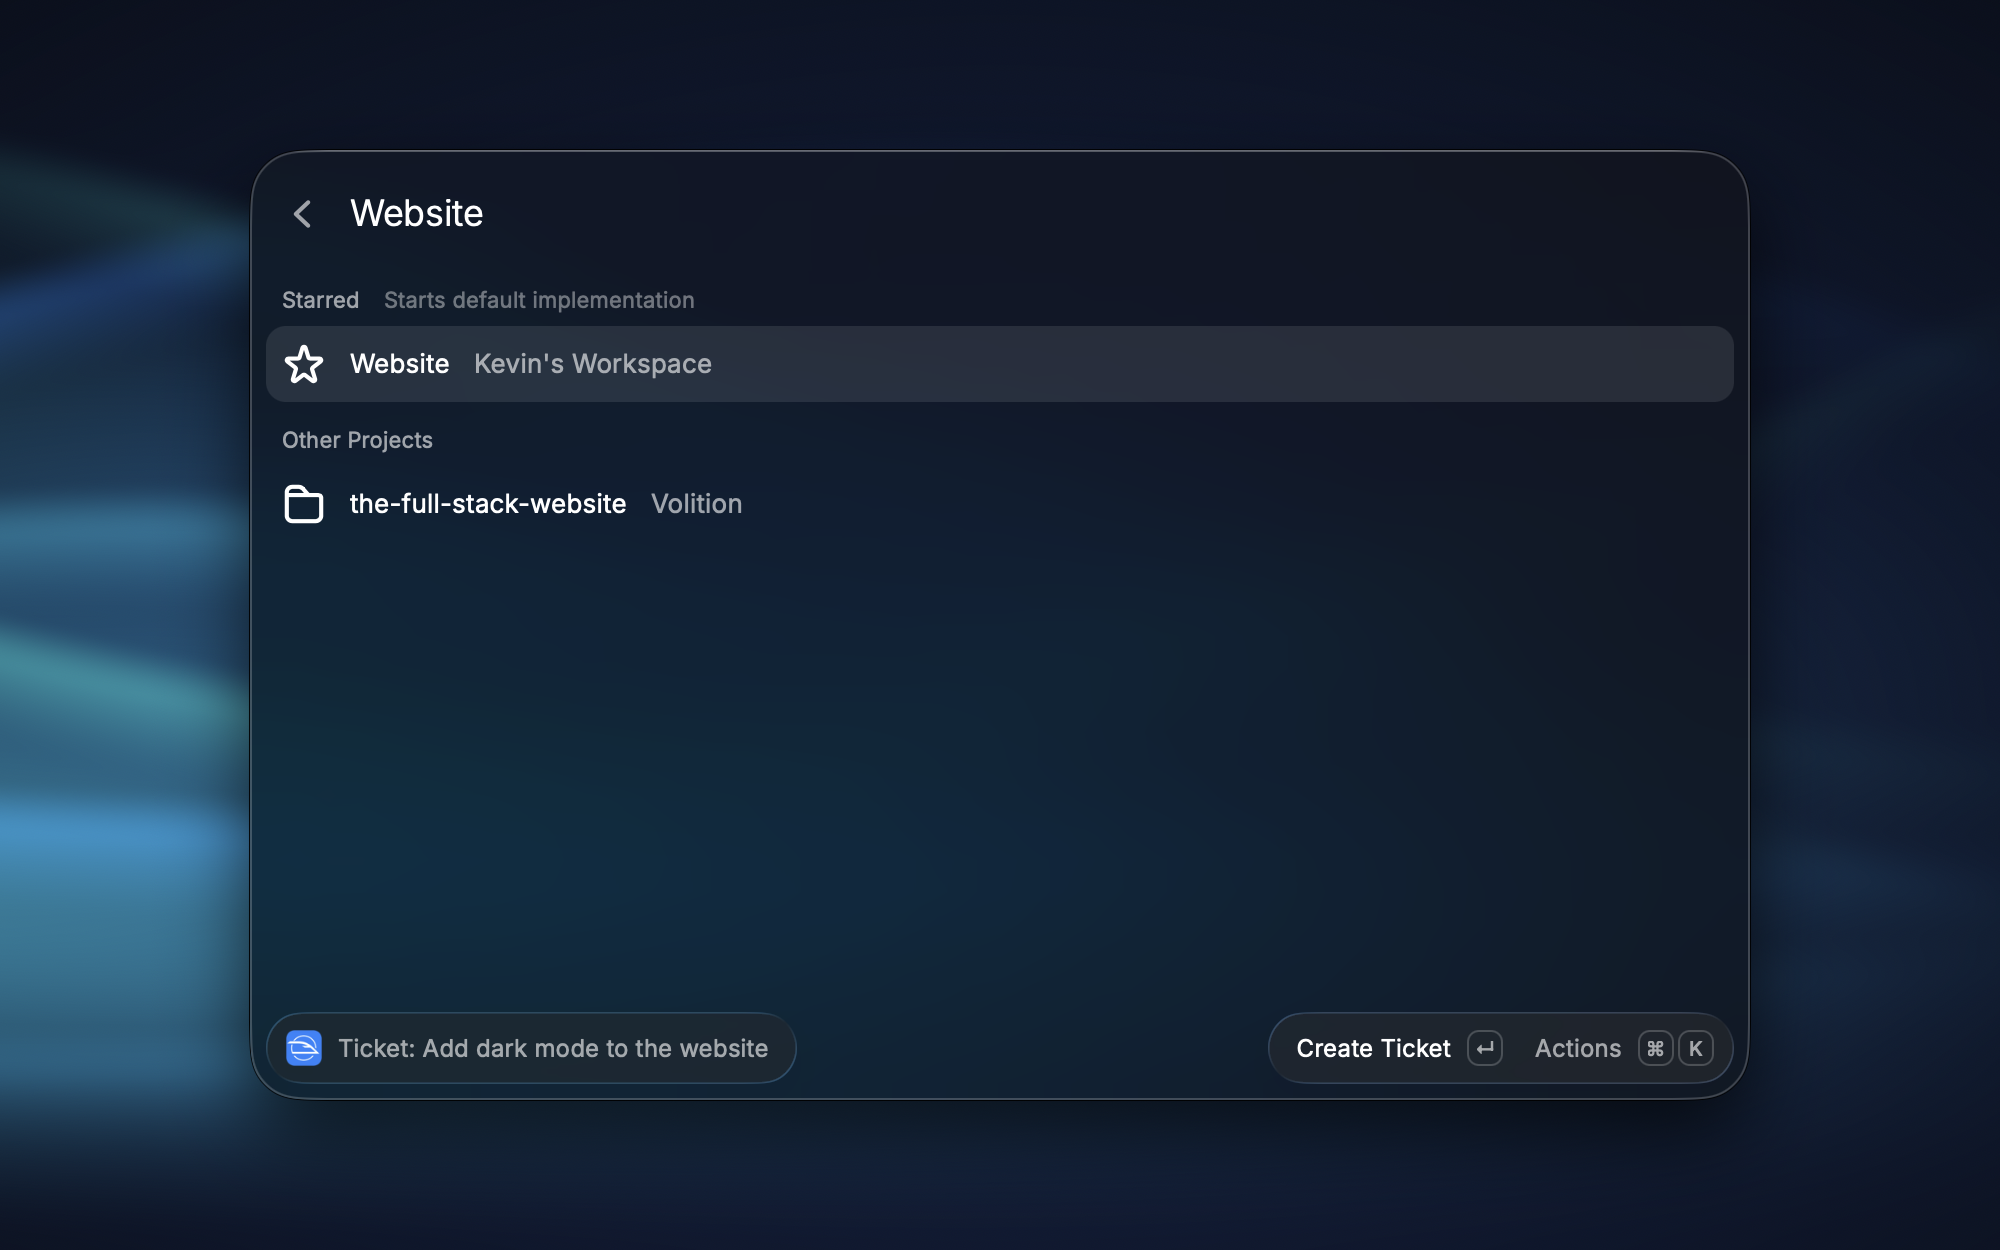 Website
Starred Starts default implementation
Website Kevin's Workspace
Other Projects
the-full-stack-website Volition
Ticket: Add dark mode to the website
Create Ticket ↵ Actions ⌘ K